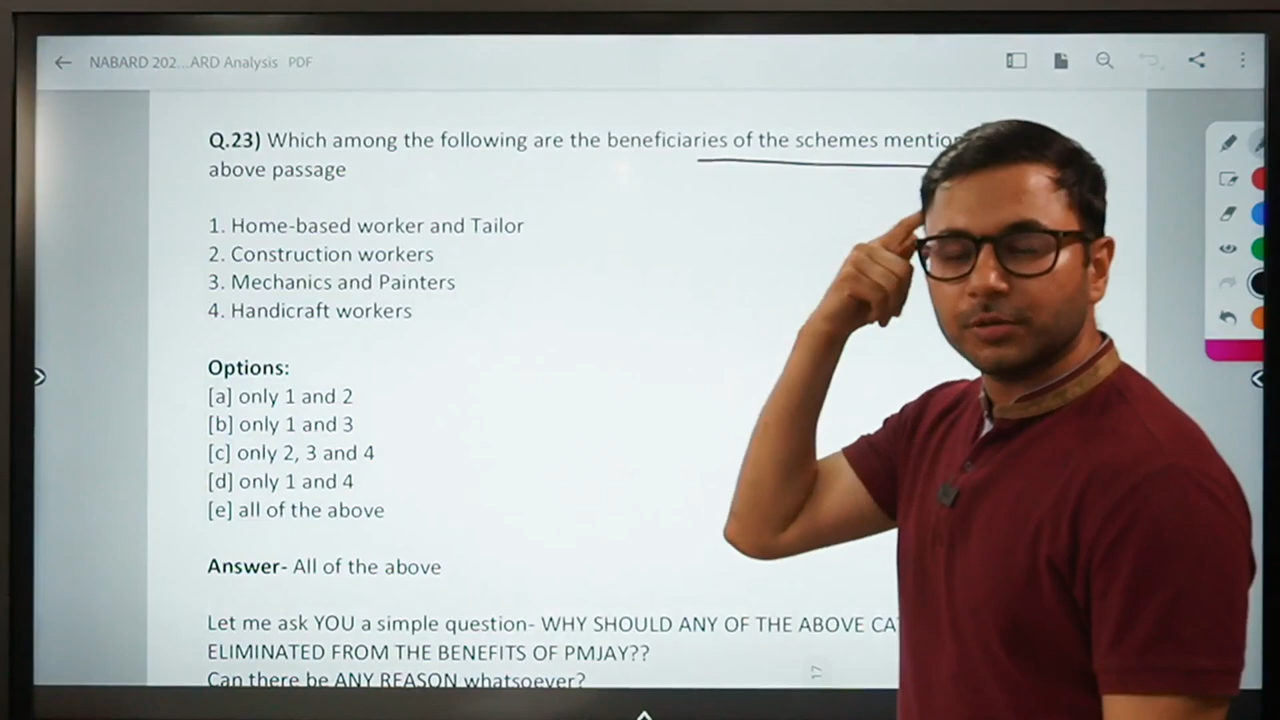 NABARD 202...ARD Analysis PDF
Q.23) Which among the following are the beneficiaries of the schemes
above passage
1. Home-based worker and Tailor
2. Construction workers
3. Mechanics and Painters
4. Handicraft workers
Options:
[a] only 1 and 2
[b] only 1 and 3
[c] only 2, 3 and 4
[d] only 1 and 4
[e] all of the above
Answer- All of the above
Let me ask YOU a simple question- WHY SHOULD ANY OF THE ABOVE
ELIMINATED FROM THE BENEFITS OF PMJAY??
Can there be ANY REASON whatsoever?
17